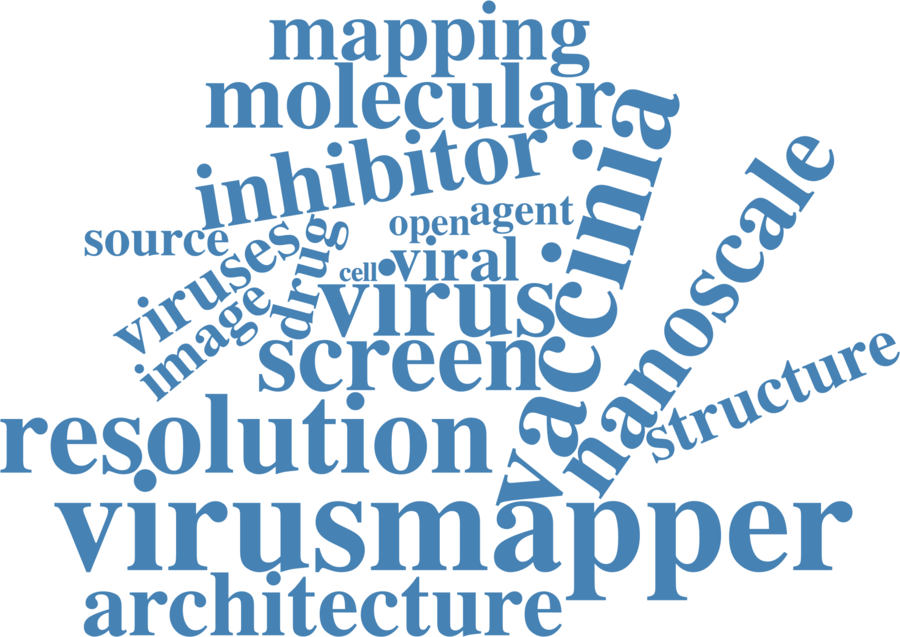 mapping
molecular
inhibitor
vaccinia
nanoscale
open
agent
source
viruses
drug
cell
viral
image
virus
screen
structure
resolution
virusmapper
architecture